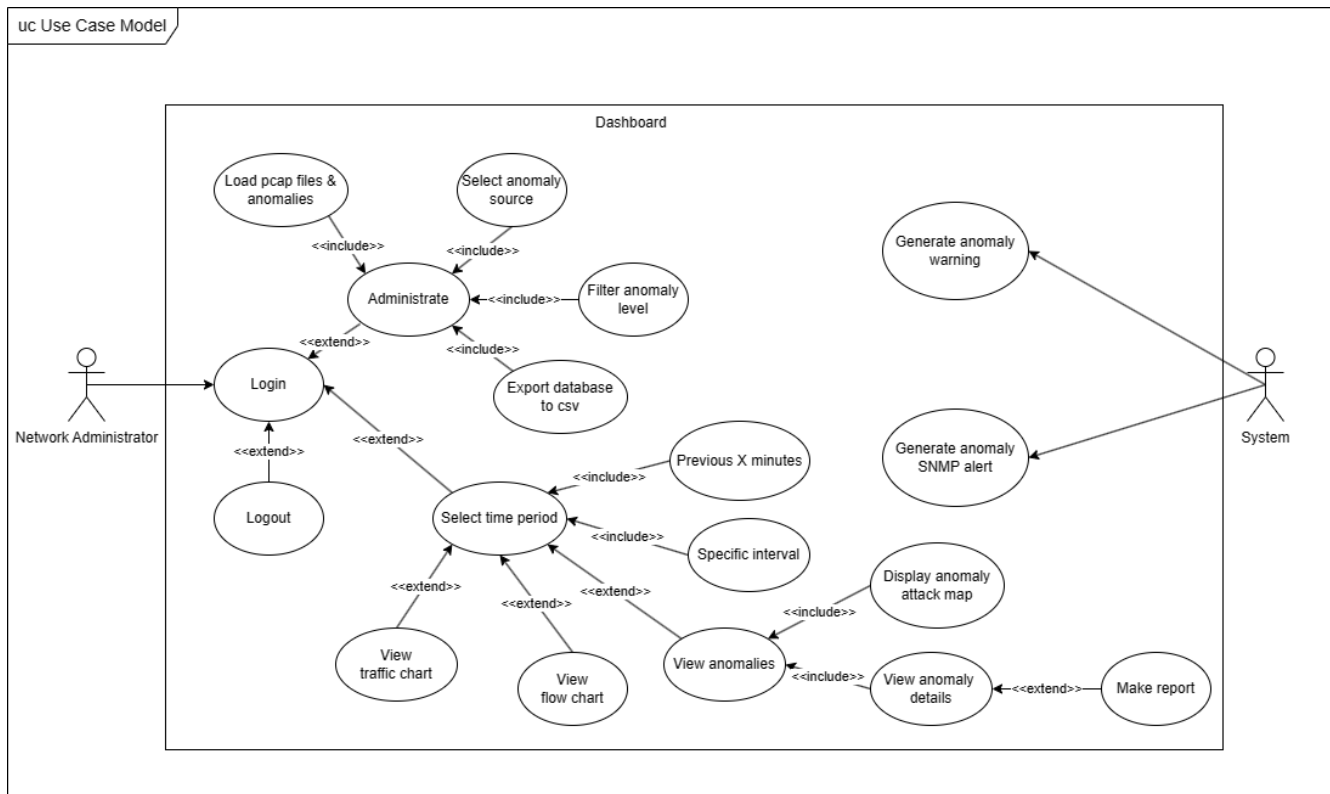 uc Use Case Model
Dashboard
Load pcap files &
anomalies
Select anomaly
source
<<include>>
<<include>>
Generate anomaly
warning
Administrate
<<include>>
Filter anomaly
level
<<extend>>
<<include>>
Login
Export database
to csv
Network Administrator
System
<<extend>>
<<extend>>
Generate anomaly
SNMP alert
Previous X minutes
<<include>>
Logout
Select time period
<<include>>
Specific interval
<<extend>>
<<extend>>
<<extend>>
Display anomaly
attack map
<<include>>
View
traffic chart
View
flow chart
View anomalies
<<include>>
View anomaly
details
<<extend>>
Make report